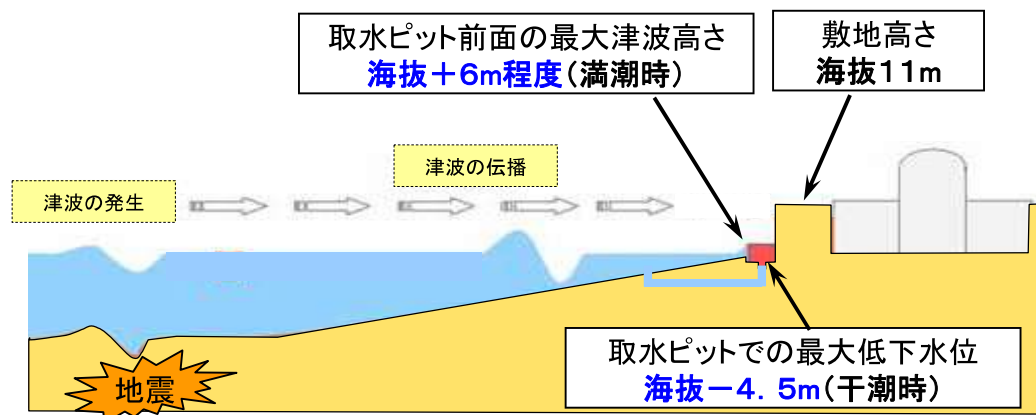 取水ピット前面の最大津波高さ
海抜＋6m程度(満潮時)
敷地高さ
海抜11m
津波の伝播
津波の発生
取水ピットでの最大低下水位
海抜－4．5m(干潮時)
地震